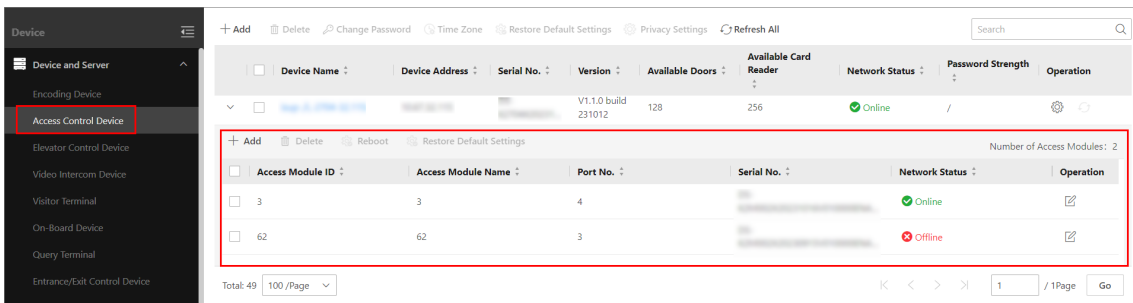 Device
Device and Server
Encoding Device
Access Control Device
Elevator Control Device
Video Intercom Device
Visitor Terminal
On-Board Device
Query Terminal
Entrance/Exit Control Device
Add Delete Change Password Time Zone Restore Default Settings Privacy Settings Refresh All Search
Device Name Device Address Serial No. Version Available Doors Available Card Reader Network Status Password Strength Operation
V1.1.0 build 231012 128 256 Online /
Add Delete Reboot Restore Default Settings Number of Access Modules: 2
Access Module ID Access Module Name Port No. Serial No. Network Status Operation
3 3 4 Online
62 62 3 Offline
Total: 49 100 /Page 1 / 1Page Go